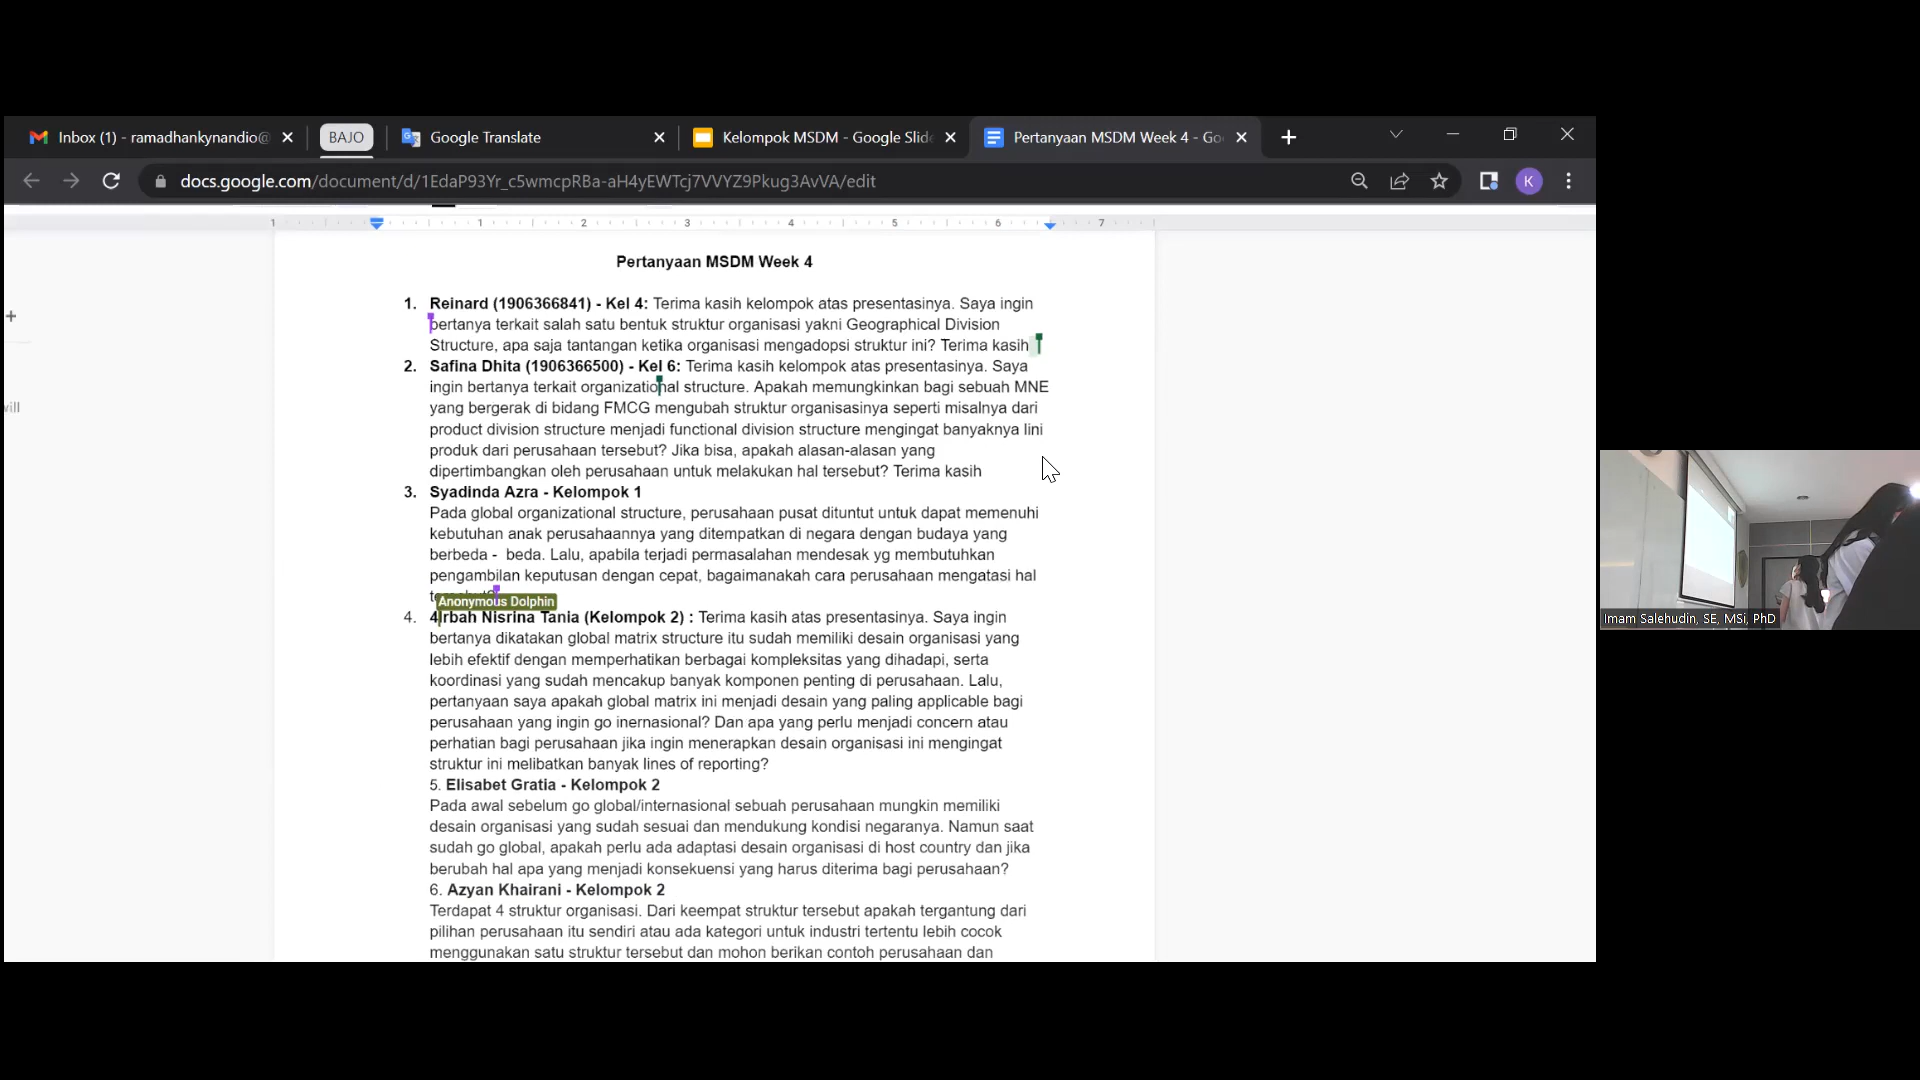 Inbox (1) - ramadhankynandio@
BAJO
Google Translate
Kelompok MSDM - Google Slide
Pertanyaan MSDM Week 4 - Go
docs.google.com/document/d/1EdaP93Yr_c5wmcpRBa-aH4yEWTcj7VVYZ9Pkug3AvVA/edit
K
1 1 2 3 4 5 6 7
will
Pertanyaan MSDM Week 4
1. Reinard (1906366841) - Kel 4: Terima kasih kelompok atas presentasinya. Saya ingin
bertanya terkait salah satu bentuk struktur organisasi yakni Geographical Division
Structure, apa saja tantangan ketika organisasi mengadopsi struktur ini? Terima kasih
2. Safina Dhita (1906366500) - Kel 6: Terima kasih kelompok atas presentasinya. Saya
ingin bertanya terkait organizational structure. Apakah memungkinkan bagi sebuah MNE
yang bergerak di bidang FMCG mengubah struktur organisasinya seperti misalnya dari
product division structure menjadi functional division structure mengingat banyaknya lini
produk dari perusahaan tersebut? Jika bisa, apakah alasan-alasan yang
dipertimbangkan oleh perusahaan untuk melakukan hal tersebut? Terima kasih
3. Syadinda Azra - Kelompok 1
Pada global organizational structure, perusahaan pusat dituntut untuk dapat memenuhi
kebutuhan anak perusahaannya yang ditempatkan di negara dengan budaya yang
berbeda - beda. Lalu, apabila terjadi permasalahan mendesak yg membutuhkan
pengambilan keputusan dengan cepat, bagaimanakah cara perusahaan mengatasi hal
Anonymous Dolphin
4. 4Irbah Nisrina Tania (Kelompok 2) : Terima kasih atas presentasinya. Saya ingin
bertanya dikatakan global matrix structure itu sudah memiliki desain organisasi yang
lebih efektif dengan memperhatikan berbagai kompleksitas yang dihadapi, serta
koordinasi yang sudah mencakup banyak komponen penting di perusahaan. Lalu,
pertanyaan saya apakah global matrix ini menjadi desain yang paling applicable bagi
perusahaan yang ingin go inernasional? Dan apa yang perlu menjadi concern atau
perhatian bagi perusahaan jika ingin menerapkan desain organisasi ini mengingat
struktur ini melibatkan banyak lines of reporting?
5. Elisabet Gratia - Kelompok 2
Pada awal sebelum go global/internasional sebuah perusahaan mungkin memiliki
desain organisasi yang sudah sesuai dan mendukung kondisi negaranya. Namun saat
sudah go global, apakah perlu ada adaptasi desain organisasi di host country dan jika
berubah hal apa yang menjadi konsekuensi yang harus diterima bagi perusahaan?
6. Azyan Khairani - Kelompok 2
Terdapat 4 struktur organisasi. Dari keempat struktur tersebut apakah tergantung dari
pilihan perusahaan itu sendiri atau ada kategori untuk industri tertentu lebih cocok
menggunakan satu struktur tersebut dan mohon berikan contoh perusahaan dan
Imam Salehudin, SE, MSi, PhD